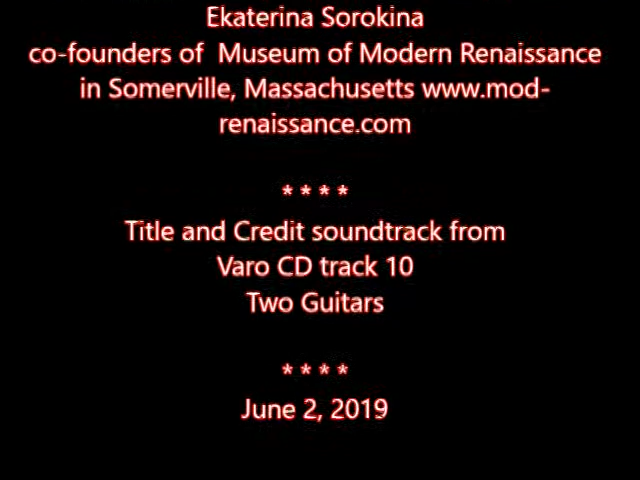 Ekaterina Sorokina
co-founders of  Museum of Modern Renaissance
in Somerville, Massachusetts www.mod-
renaissance.com
* * * *
Title and Credit soundtrack from
Varo CD track 10
Two Guitars
* * * *
June 2, 2019